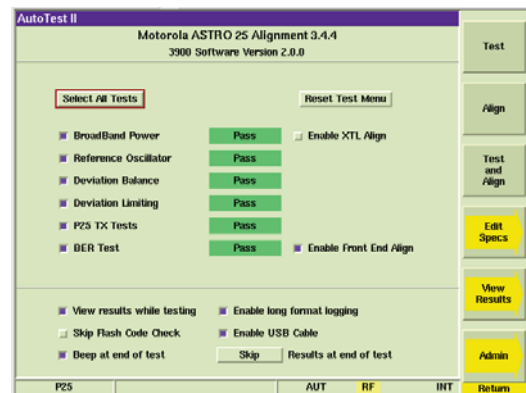 AutoTest II
Motorola ASTRO 25 Alignment 3.4.4
3900 Software Version 2.0.0
Select All Tests
Reset Test Menu
BroadBand Power Pass Enable XTL Align
Reference Oscillator Pass
Deviation Balance Pass
Deviation Limiting Pass
P25 TX Tests Pass
BER Test Pass Enable Front End Align
View results while testing Enable long format logging
Skip Flash Code Check Enable USB Cable
Beep at end of test Skip Results at end of test
P25 AUT RF INT
Test
Align
Test
and
Align
Edit
Specs
View
Results
Admin
Return